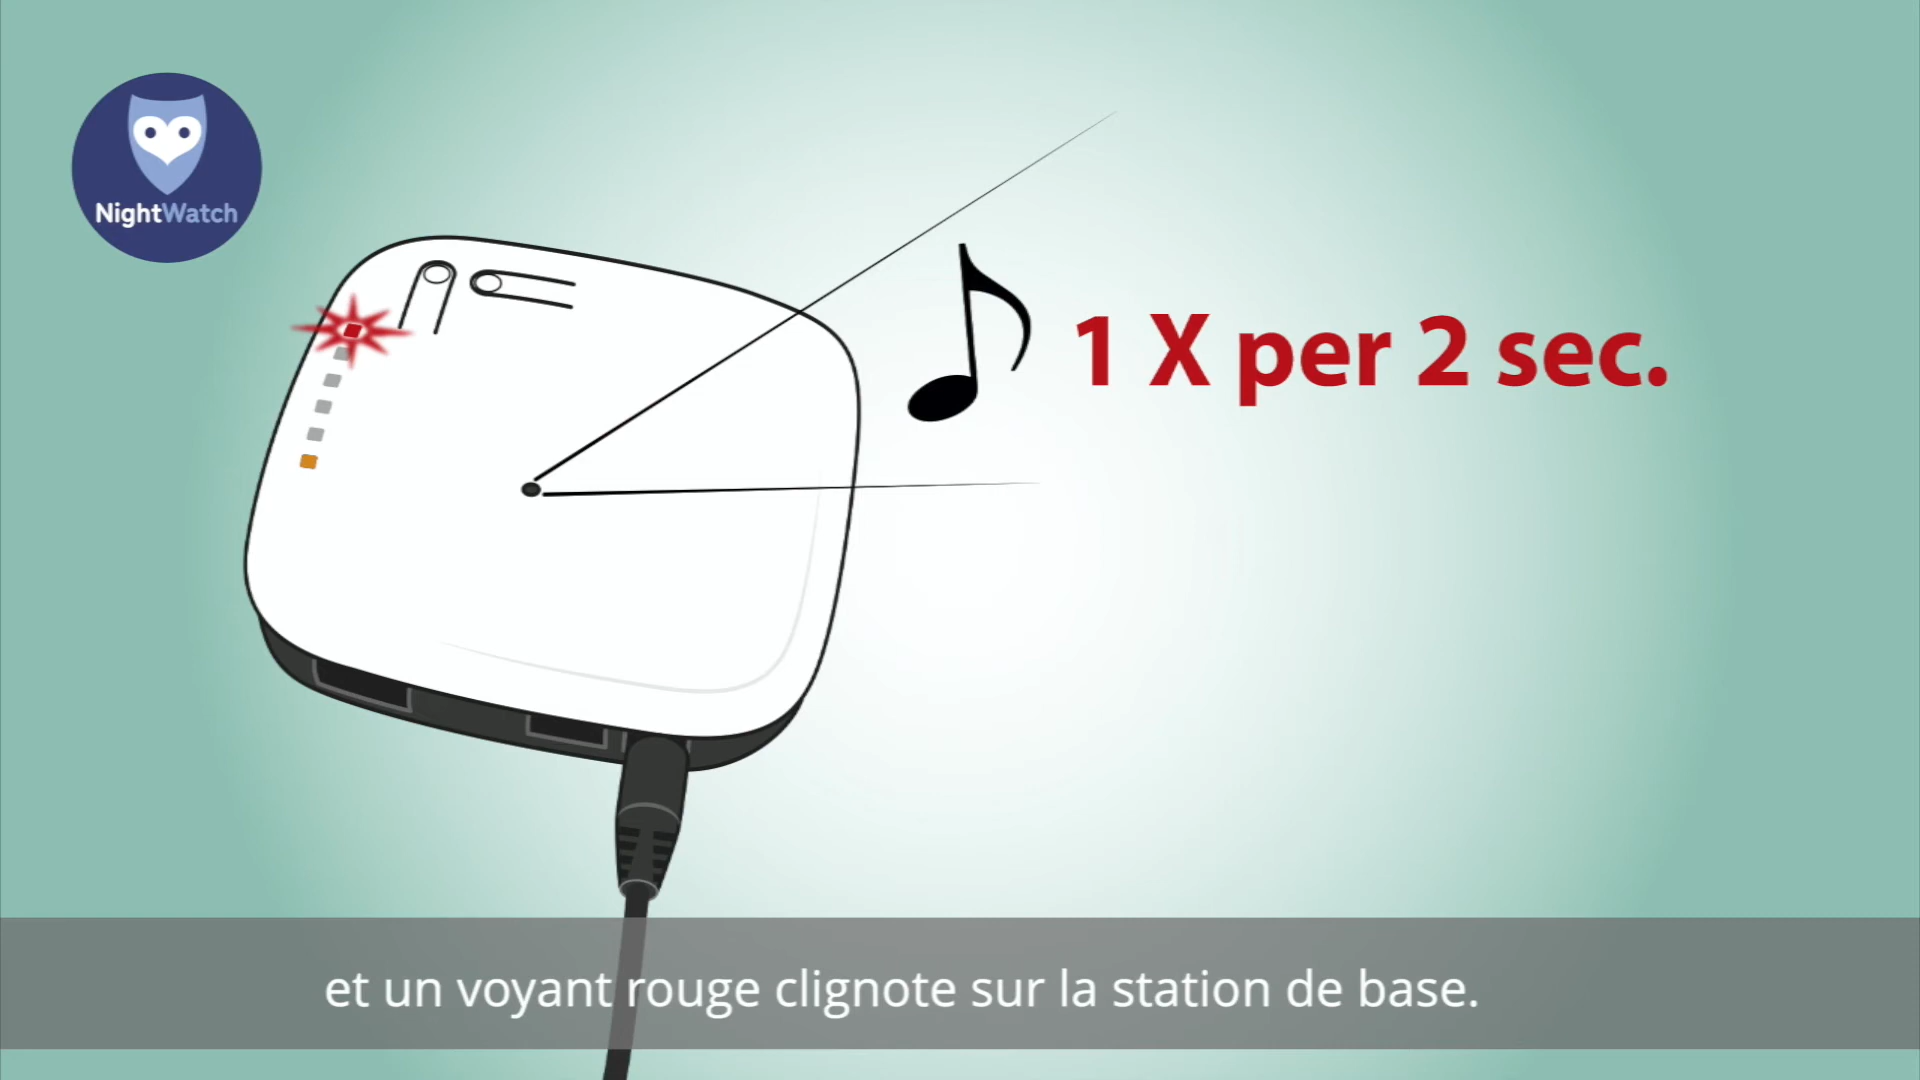 NightWatch
1 X per 2 sec.
et un voyant rouge clignote sur la station de base.